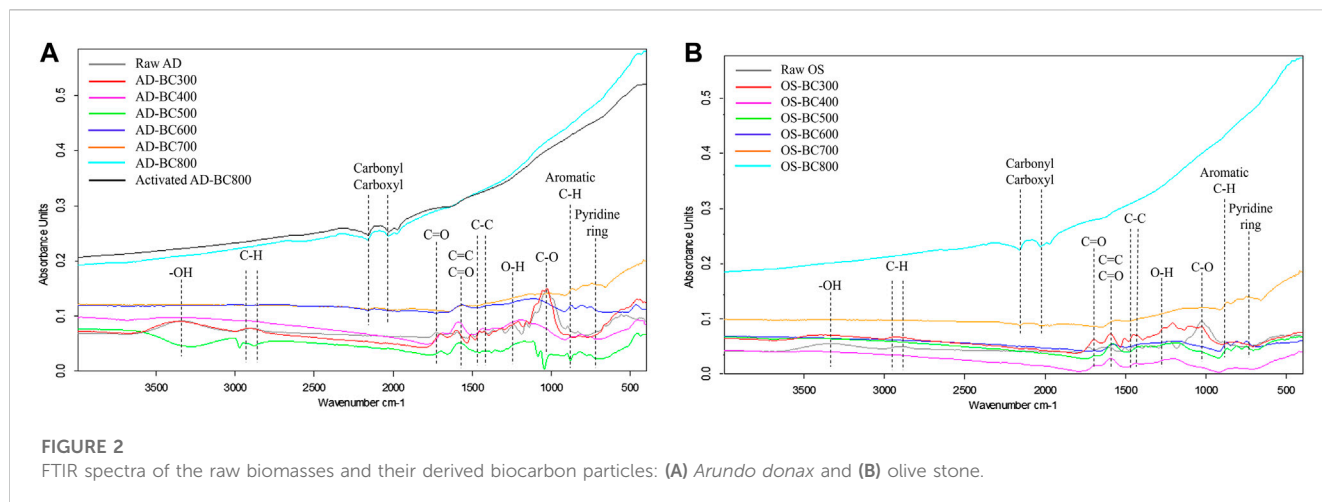 A
Raw AD
AD-BC300
AD-BC400
AD-BC500
AD-BC600
AD-BC700
AD-BC800
Activated AD-BC800
Carbonyl
Carboxyl
Aromatic
C-H
Pyridine
ring
C-C
C=O
C=C
C=O
O-H
C-O
-OH
C-H
Absorbance Units
0.0
0.1
0.2
0.3
0.4
0.5
3500
3000
2500
2000
1500
1000
500
Wavenumber cm-1
B
Raw OS
OS-BC300
OS-BC400
OS-BC500
OS-BC600
OS-BC700
OS-BC800
Carbonyl
Carboxyl
Aromatic
C-H
Pyridine
ring
C-C
C=O
C=C
C=O
O-H
C-O
-OH
C-H
Absorbance Units
0.0
0.1
0.2
0.3
0.4
0.5
3500
3000
2500
2000
1500
1000
500
Wavenumber cm-1
FIGURE 2
FTIR spectra of the raw biomasses and their derived biocarbon particles: (A) Arundo donax and (B) olive stone.